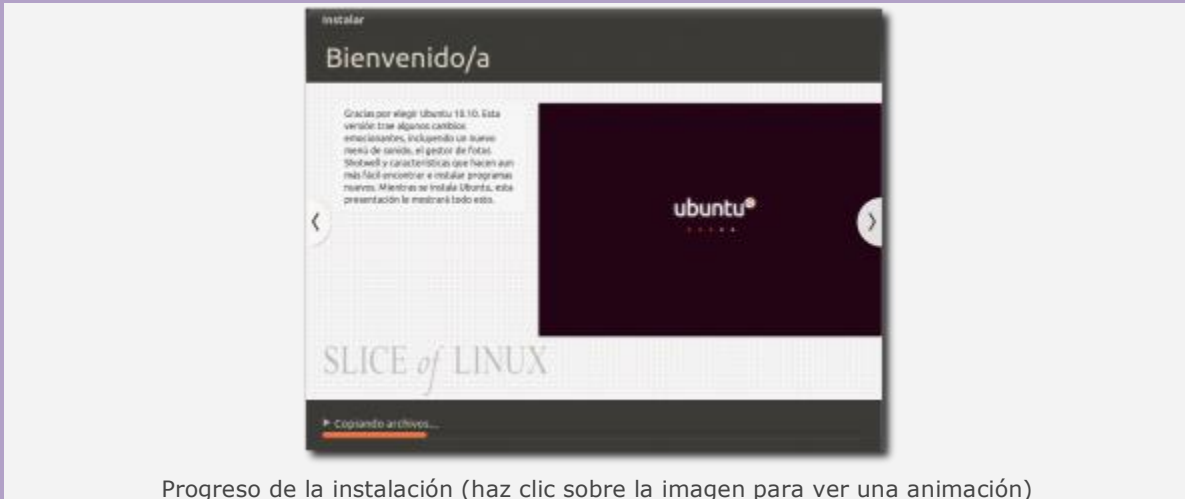 Instalar
Bienvenido/a
Gracias por elegir Ubuntu 10.10. Esta
versión trae algunos cambios
emocionantes, incluyendo un nuevo
menú de sonido, el gestor de fotos
Shotwell y características que hacen aun
más fácil encontrar e instalar programas
nuevos. Mientras se instala Ubuntu, esta
presentación le mostrará todo esto.
ubuntu
SLICE of LINUX
Copiando archivos...
Progreso de la instalación (haz clic sobre la imagen para ver una animación)